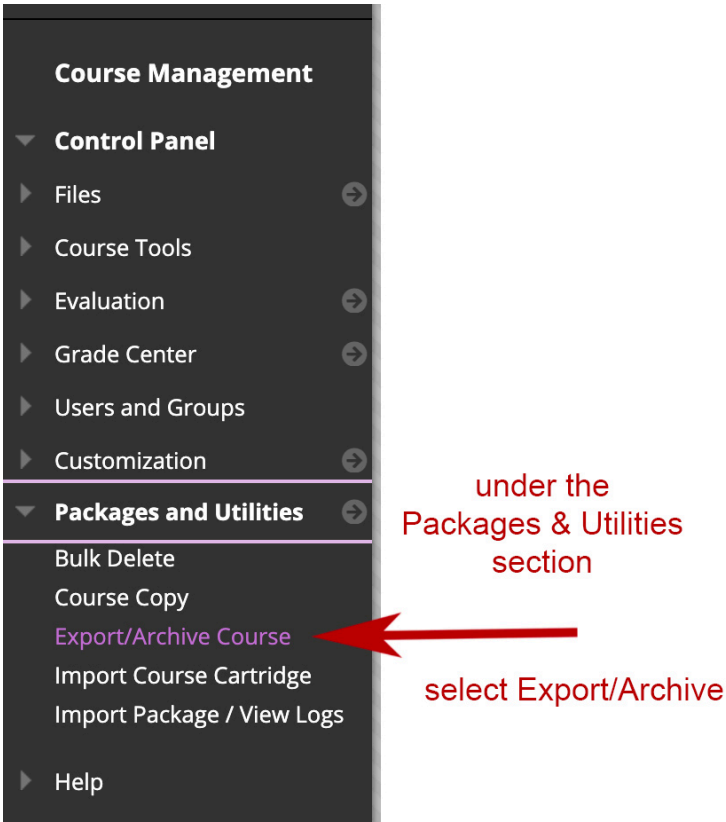 Course Management
Control Panel
Files
Course Tools
Evaluation
Grade Center
Users and Groups
Customization
Packages and Utilities
Bulk Delete
Course Copy
Export/Archive Course
Import Course Cartridge
Import Package / View Logs
Help
under the
Packages & Utilities
section
select Export/Archive